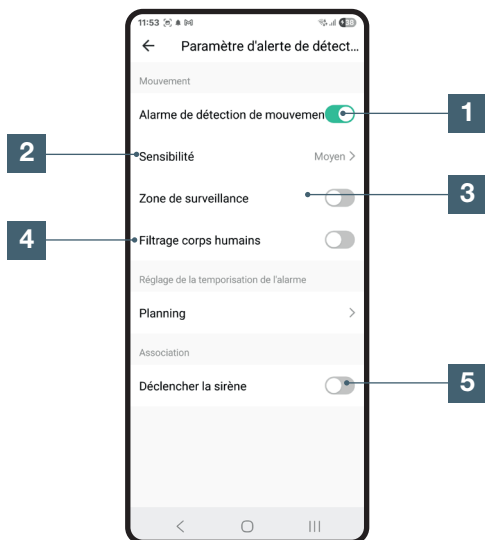 11:53
Paramètre d'alerte de détect...
Mouvement
Alarme de détection de mouvemen
1
2
Sensibilité
Moyen
Zone de surveillance
3
4
Filtrage corps humains
Réglage de la temporisation de l'alarme
Planning
Association
Déclencher la sirène
5